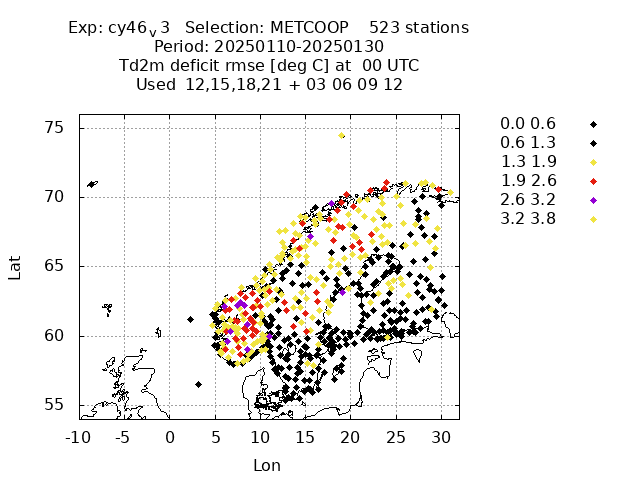 Exp: cy46v3 Selection: METCOOP 523 stations
Period: 20250110-20250130
Td2m deficit rmse [deg C] at 00 UTC
Used 12,15,18,21 + 03 06 09 12
0.0 0.6
0.6 1.3
1.3 1.9
1.9 2.6
2.6 3.2
3.2 3.8
75
70
65
60
55
Lat
-10 -5 0 5 10 15 20 25 30
Lon